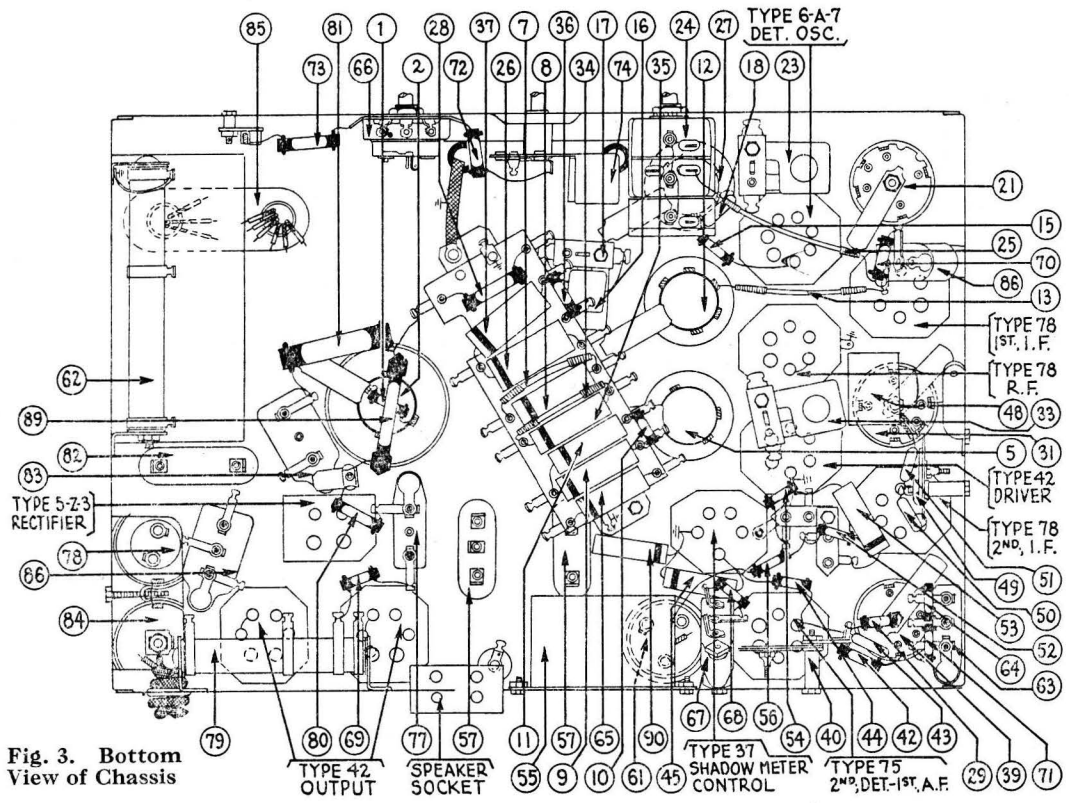 TYPE 6-A-7
DET. OSC.
85 81 1 28 37 7 36 16 17 24 27
73 66 2 72 26 8 34 74 35 12 18 23
21
15
25
70
86
13
TYPE 78
1ST. I.F.
TYPE 78
R.F.
62
48
33
89
5 31
82
83
TYPE 42
DRIVER
TYPE 5-Z-3
RECTIFIER
TYPE 78
2ND. I.F.
78
86
51
49
50
53
52
84
64
63
79 80 69 77 57 11 57 65 90 67 68 56 54 40 44 42 43 29 39 71
55 9 10 61 45
Fig. 3. Bottom
View of Chassis
TYPE 42
OUTPUT
SPEAKER
SOCKET
TYPE 37
SHADOW METER
CONTROL
TYPE 75
2ND, DET.-1ST, A.F.